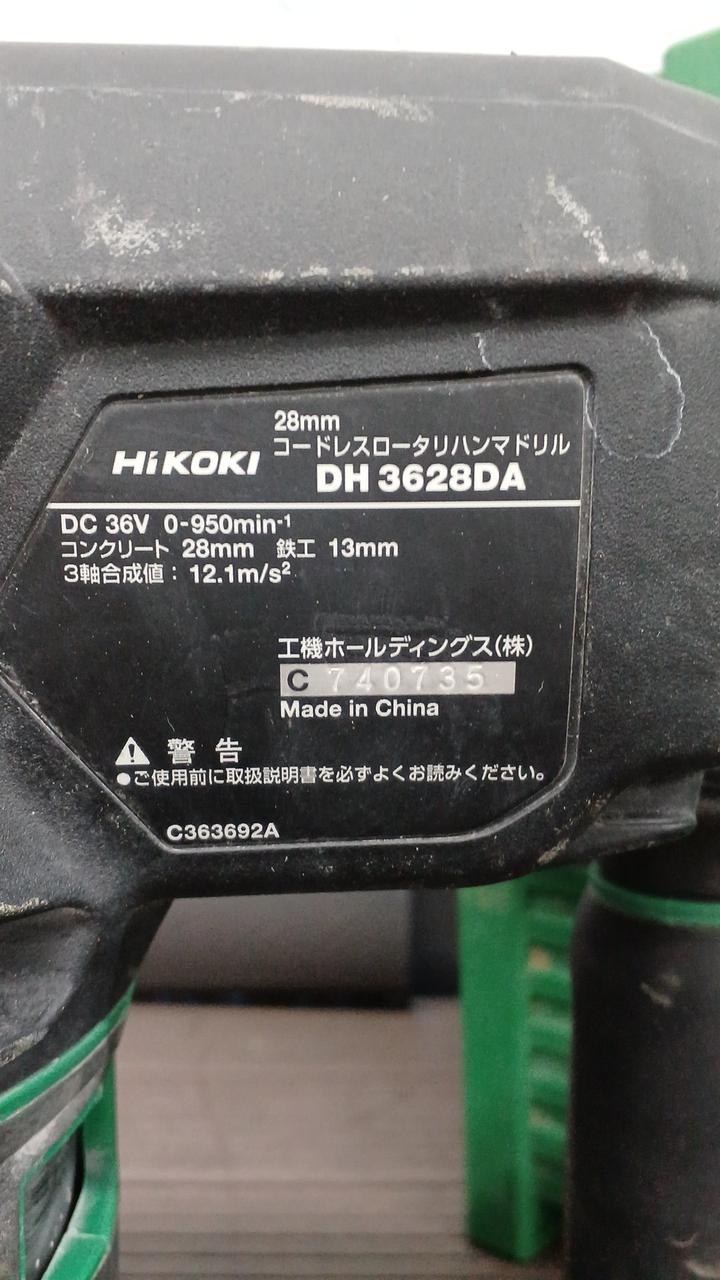 28mm
コードレスロータリハンマドリル
HiKOKI DH 3628DA
DC 36V 0-950min⁻¹
コンクリート 28mm 鉄工 13mm
3軸合成値：12.1m/s²
工機ホールディングス(株)
C 740735
Made in China
⚠ 警告
●ご使用前に取扱説明書を必ずよくお読みください。
C363692A